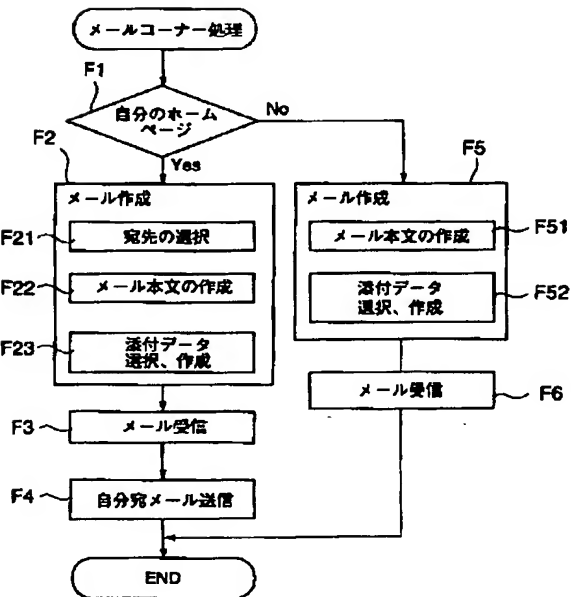 メールコーナー処理
F1
自分のホーム
ページ
No
Yes
F2
メール作成
F21
宛先の選択
F22
メール本文の作成
F23
添付データ
選択、作成
F3
メール受信
F4
自分宛メール送信
F5
メール作成
F51
メール本文の作成
F52
添付データ
選択、作成
メール受信
F6
END